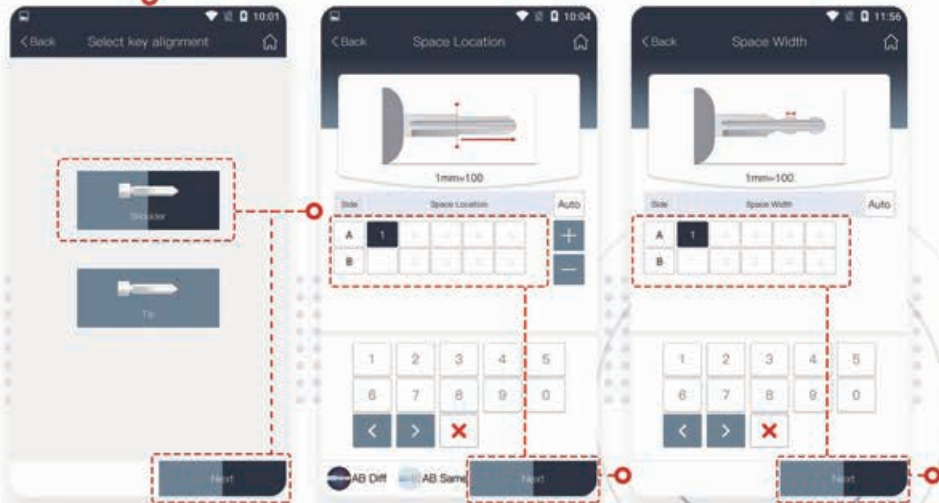 10:01
< Back Select key alignment
Shoulder
Tip
Next
10:04
< Back Space Location
1mm=100
Side Space Location Auto
A 1
B
+
−
1 2 3 4 5
6 7 8 9 0
< > ×
AB Diff AB Same Next
11:56
< Back Space Width
1mm=100
Side Space Width Auto
A 1
B
1 2 3 4 5
6 7 8 9 0
< > ×
Next